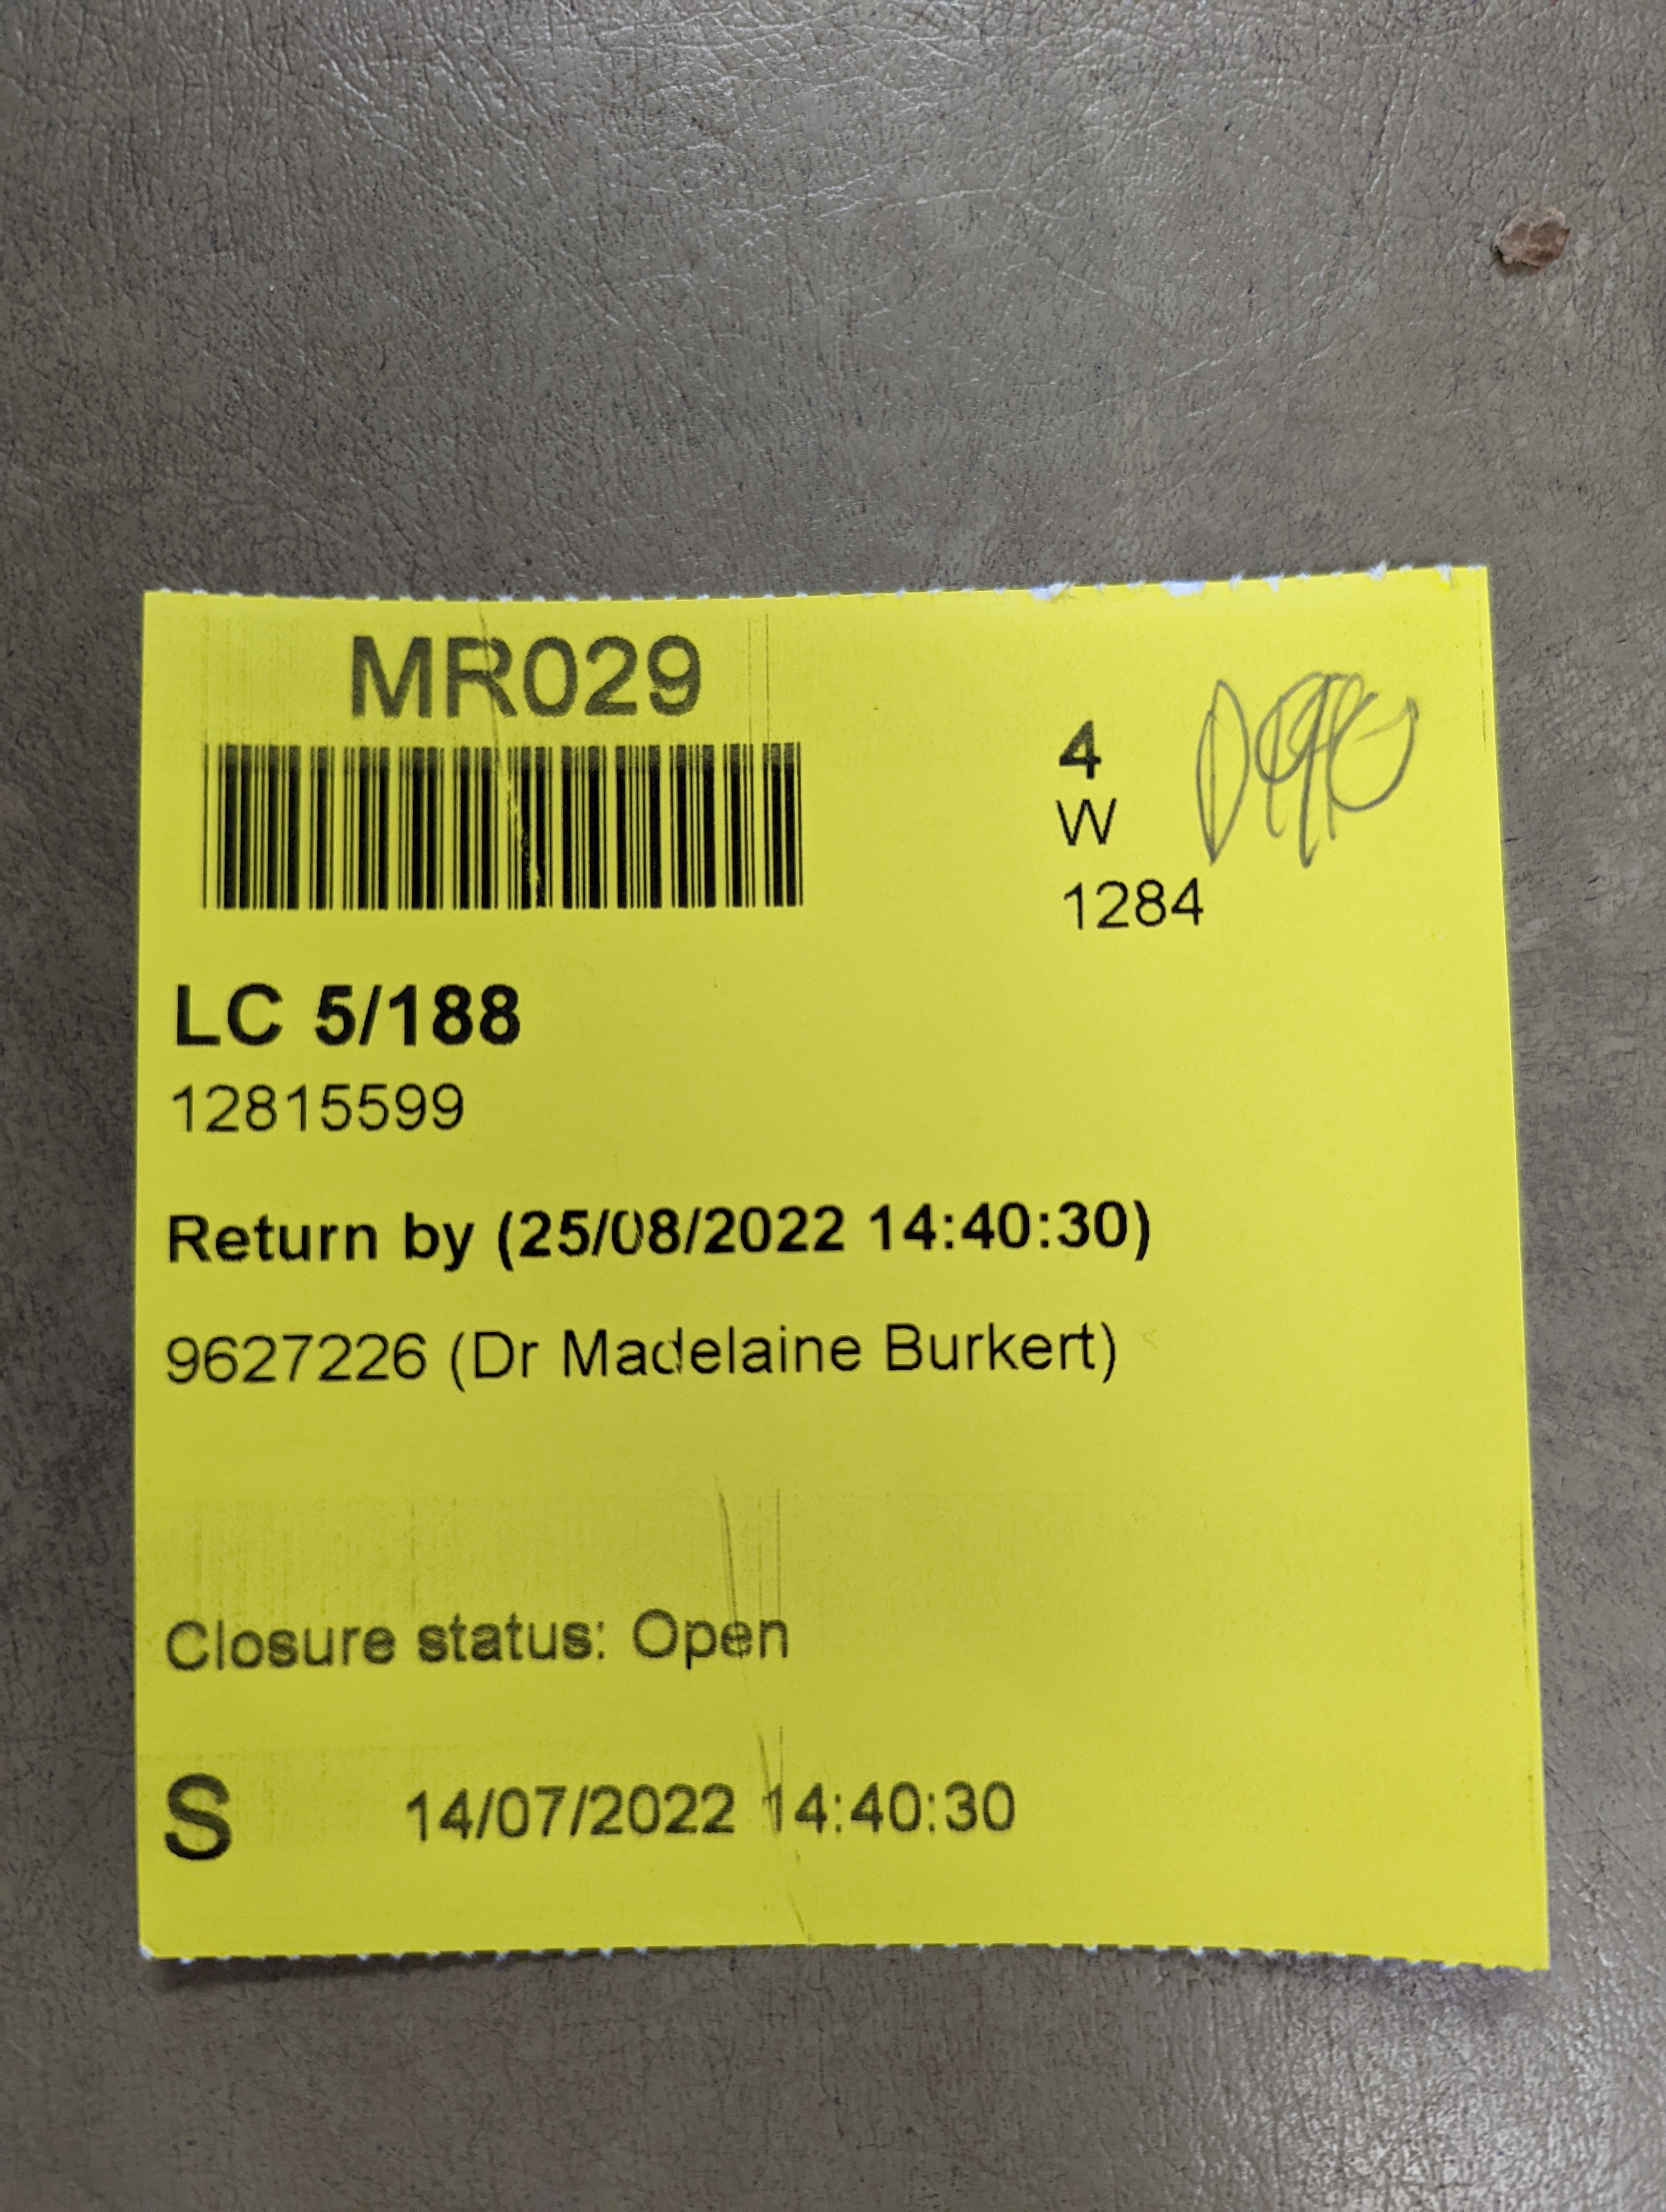 MR029
4
W
1284
LC 5/188
12815599
Return by (25/08/2022 14:40:30)
9627226 (Dr Madelaine Burkert)
Closure status: Open
S 14/07/2022 14:40:30